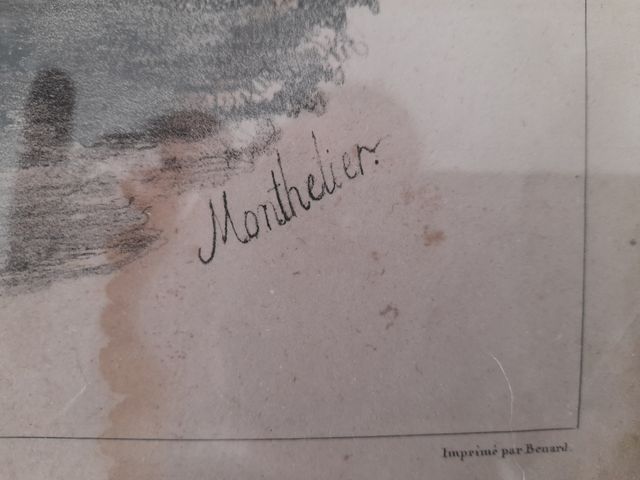 Monthelier.
Imprimé par Benard.